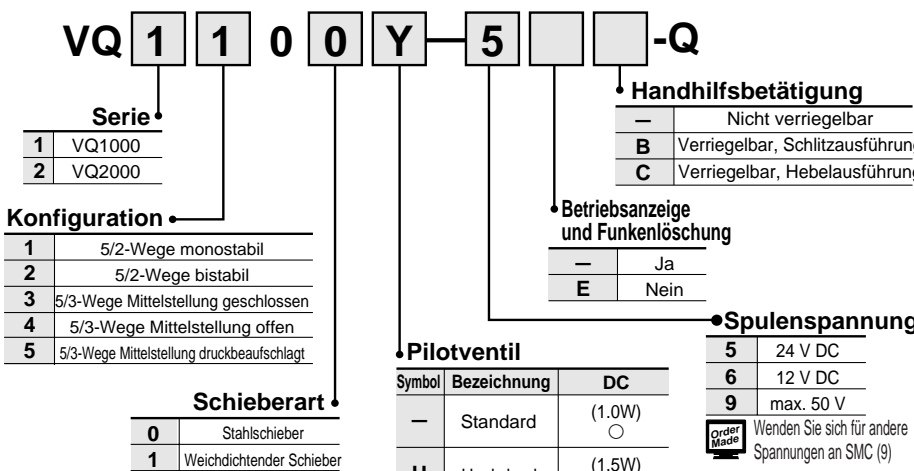 VQ 1 1 0 0 Y — 5 -Q
Handhilfsbetätigung
— Nicht verriegelbar
B Verriegelbar, Schlitzausführung
C Verriegelbar, Hebelausführung
Serie
1 VQ1000
2 VQ2000
Betriebsanzeige
und Funkenlöschung
— Ja
E Nein
Konfiguration
1 5/2-Wege monostabil
2 5/2-Wege bistabil
3 5/3-Wege Mittelstellung geschlossen
4 5/3-Wege Mittelstellung offen
5 5/3-Wege Mittelstellung druckbeaufschlagt
Spulenspannung
5 24 V DC
6 12 V DC
9 max. 50 V
Order Made
Wenden Sie sich für andere
Spannungen an SMC (9)
Pilotventil
Symbol Bezeichnung DC
— Standard (1.0W)
○
(1.5W)
Schieberart
0 Stahlschieber
1 Weichdichtender Schieber